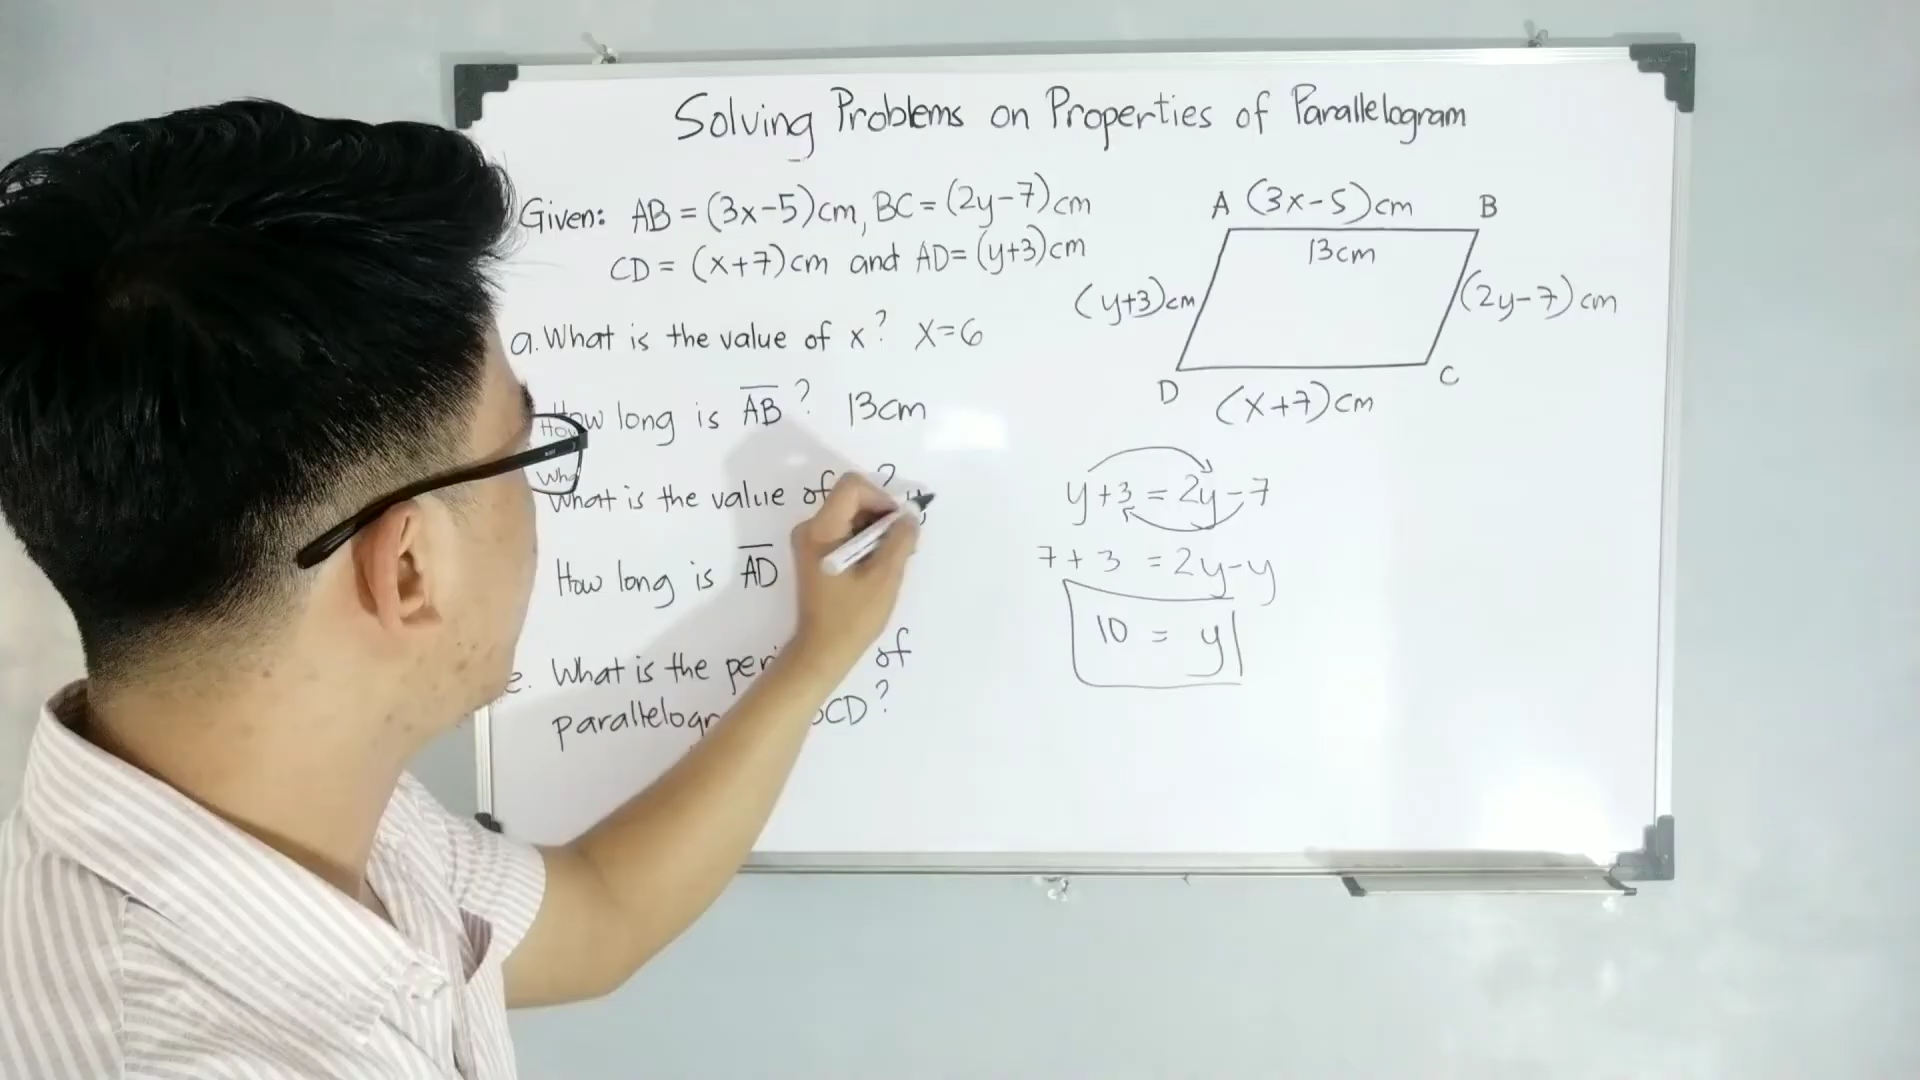 Solving Problems on Properties of Parallelogram
Given: AB = (3x-5)cm, BC = (2y-7)cm
CD = (x+7)cm and AD = (y+3)cm
a. What is the value of x? X=6
How long is AB? 13cm
What is the value of ? y
How long is AD
e. What is the of
CD?
A (3x-5)cm B
13cm
(y+3)cm
(2y-7)cm
D
C
(x+7)cm
y+3 = 2y-7
7+3 = 2y-y
10 = y